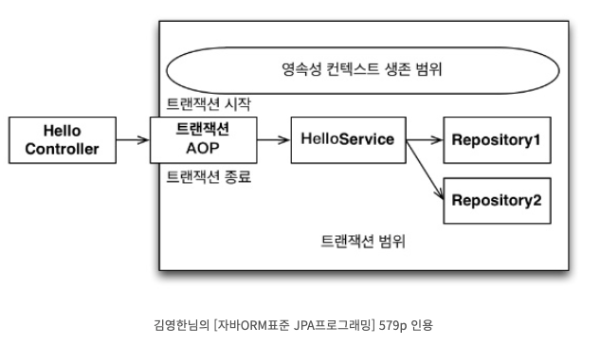 영속성 컨텍스트 생존 범위
트랜잭션 시작
Hello
Controller
트랜잭션
AOP
HelloService
Repository1
트랜잭션 종료
Repository2
트랜잭션 범위
김영한님의 [자바ORM표준 JPA프로그래밍] 579p 인용